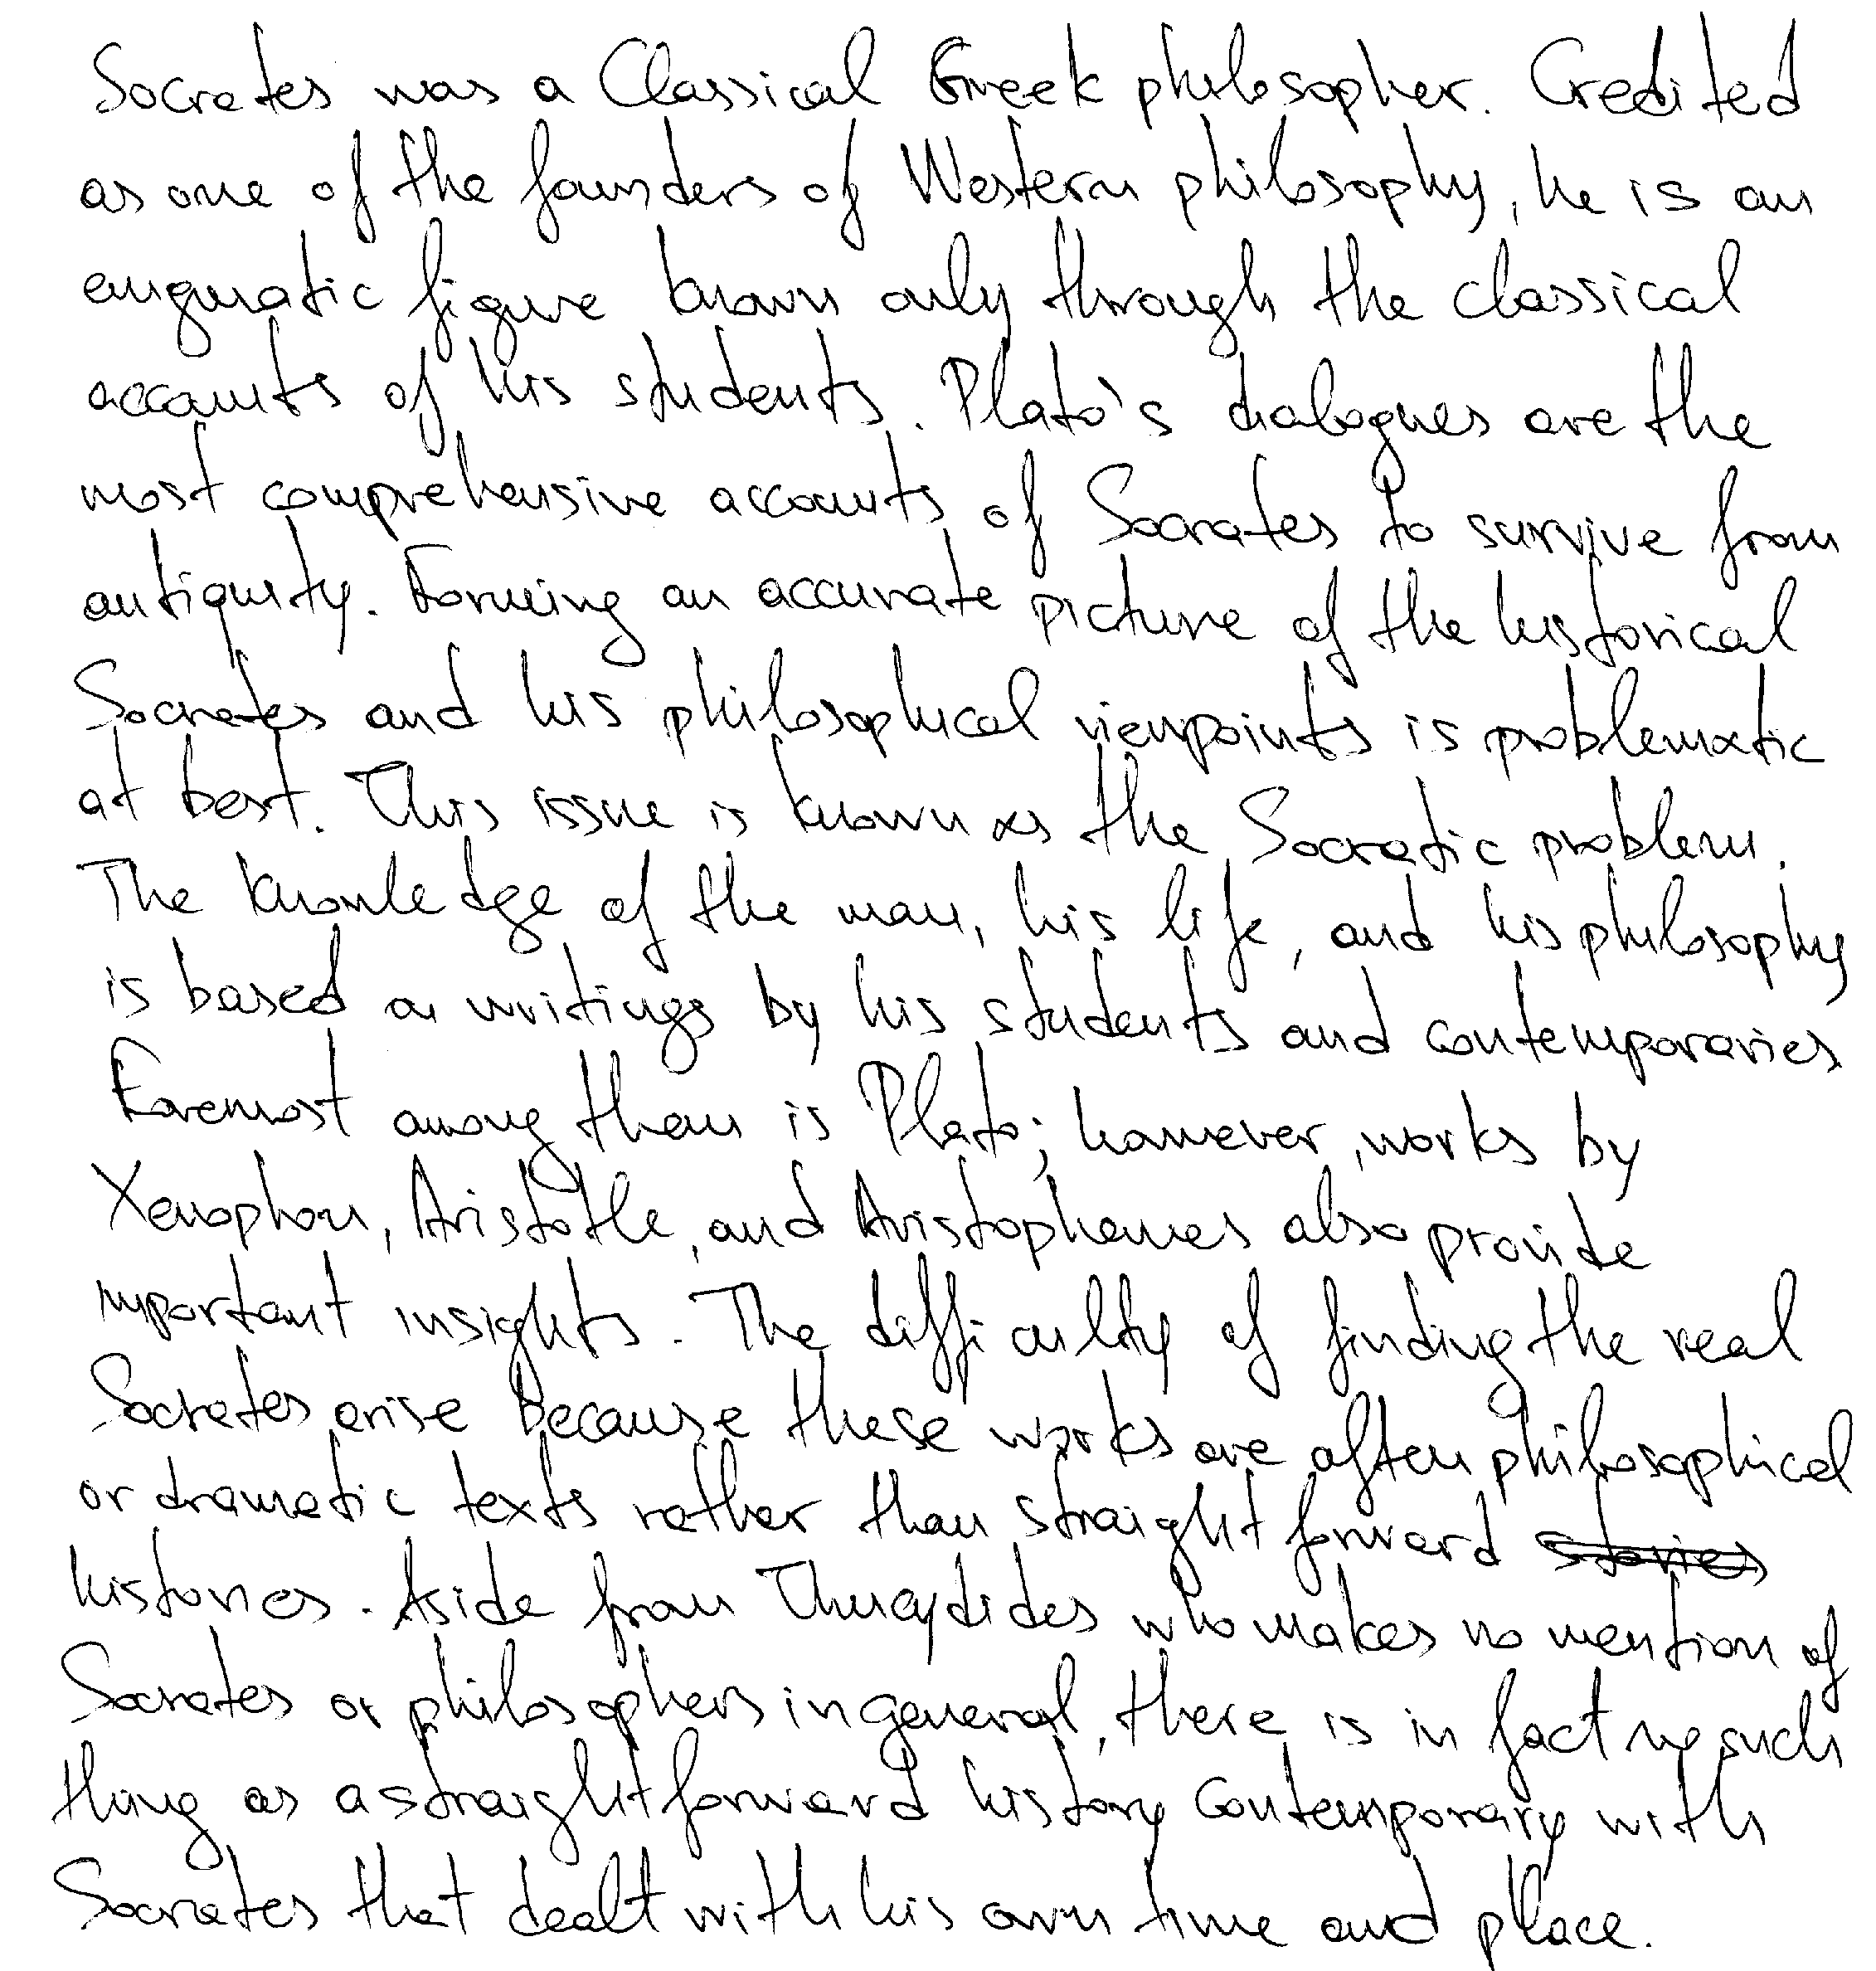 Socrates was a Classical Greek philosopher. Credited
as one of the founders of Western philosophy, he is an
enigmatic figure known only through the classical
accounts of his students. Plato's dialogues are the
most comprehensive accounts of Socrates to survive from
antiquity. Forming an accurate picture of the historical
Socrates and his philosophical viewpoints is problematic
at best. This issue is known as the Socratic problem.
The knowledge of the man, his life, and his philosophy
is based on writings by his students and contemporaries
Foremost among them is Plato; however, works by
Xenophon, Aristotle, and Aristophanes also provide
important insights. The difficulty of finding the real
Socrates arise because these works are often philosophical
or dramatic texts rather than straightforward stories
histories. Aside from Thucydides who makes no mention of
Socrates or philosophers in general, there is in fact no such
thing as a straightforward history contemporary with
Socrates that dealt with his own time and place.